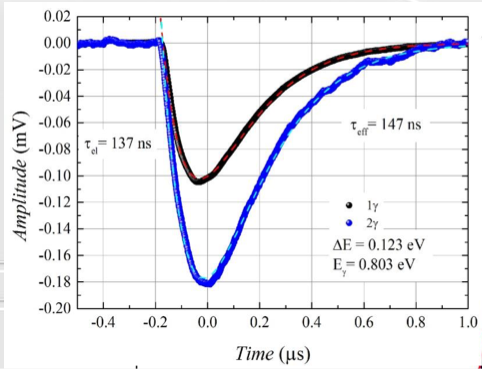 0.02
0.00
-0.02
-0.04
-0.06
-0.08
-0.10
-0.12
-0.14
-0.16
-0.18
-0.20
Amplitude (mV)
τel= 137 ns
τeff= 147 ns
1γ
2γ
ΔE = 0.123 eV
Eγ= 0.803 eV
-0.4 -0.2 0.0 0.2 0.4 0.6 0.8 1.0
Time (μs)